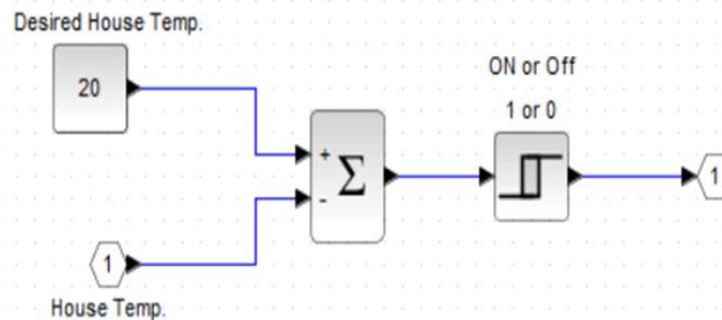 Desired House Temp.
20
ON or Off
1 or 0
+
Σ
-
1
1
House Temp.